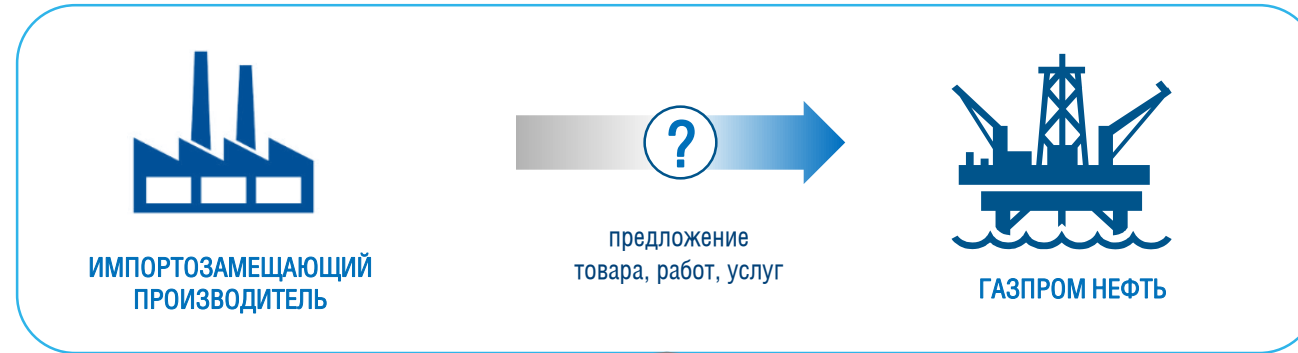 ИМПОРТОЗАМЕЩАЮЩИЙ
ПРОИЗВОДИТЕЛЬ
?
предложение
товара, работ, услуг
ГАЗПРОМ НЕФТЬ